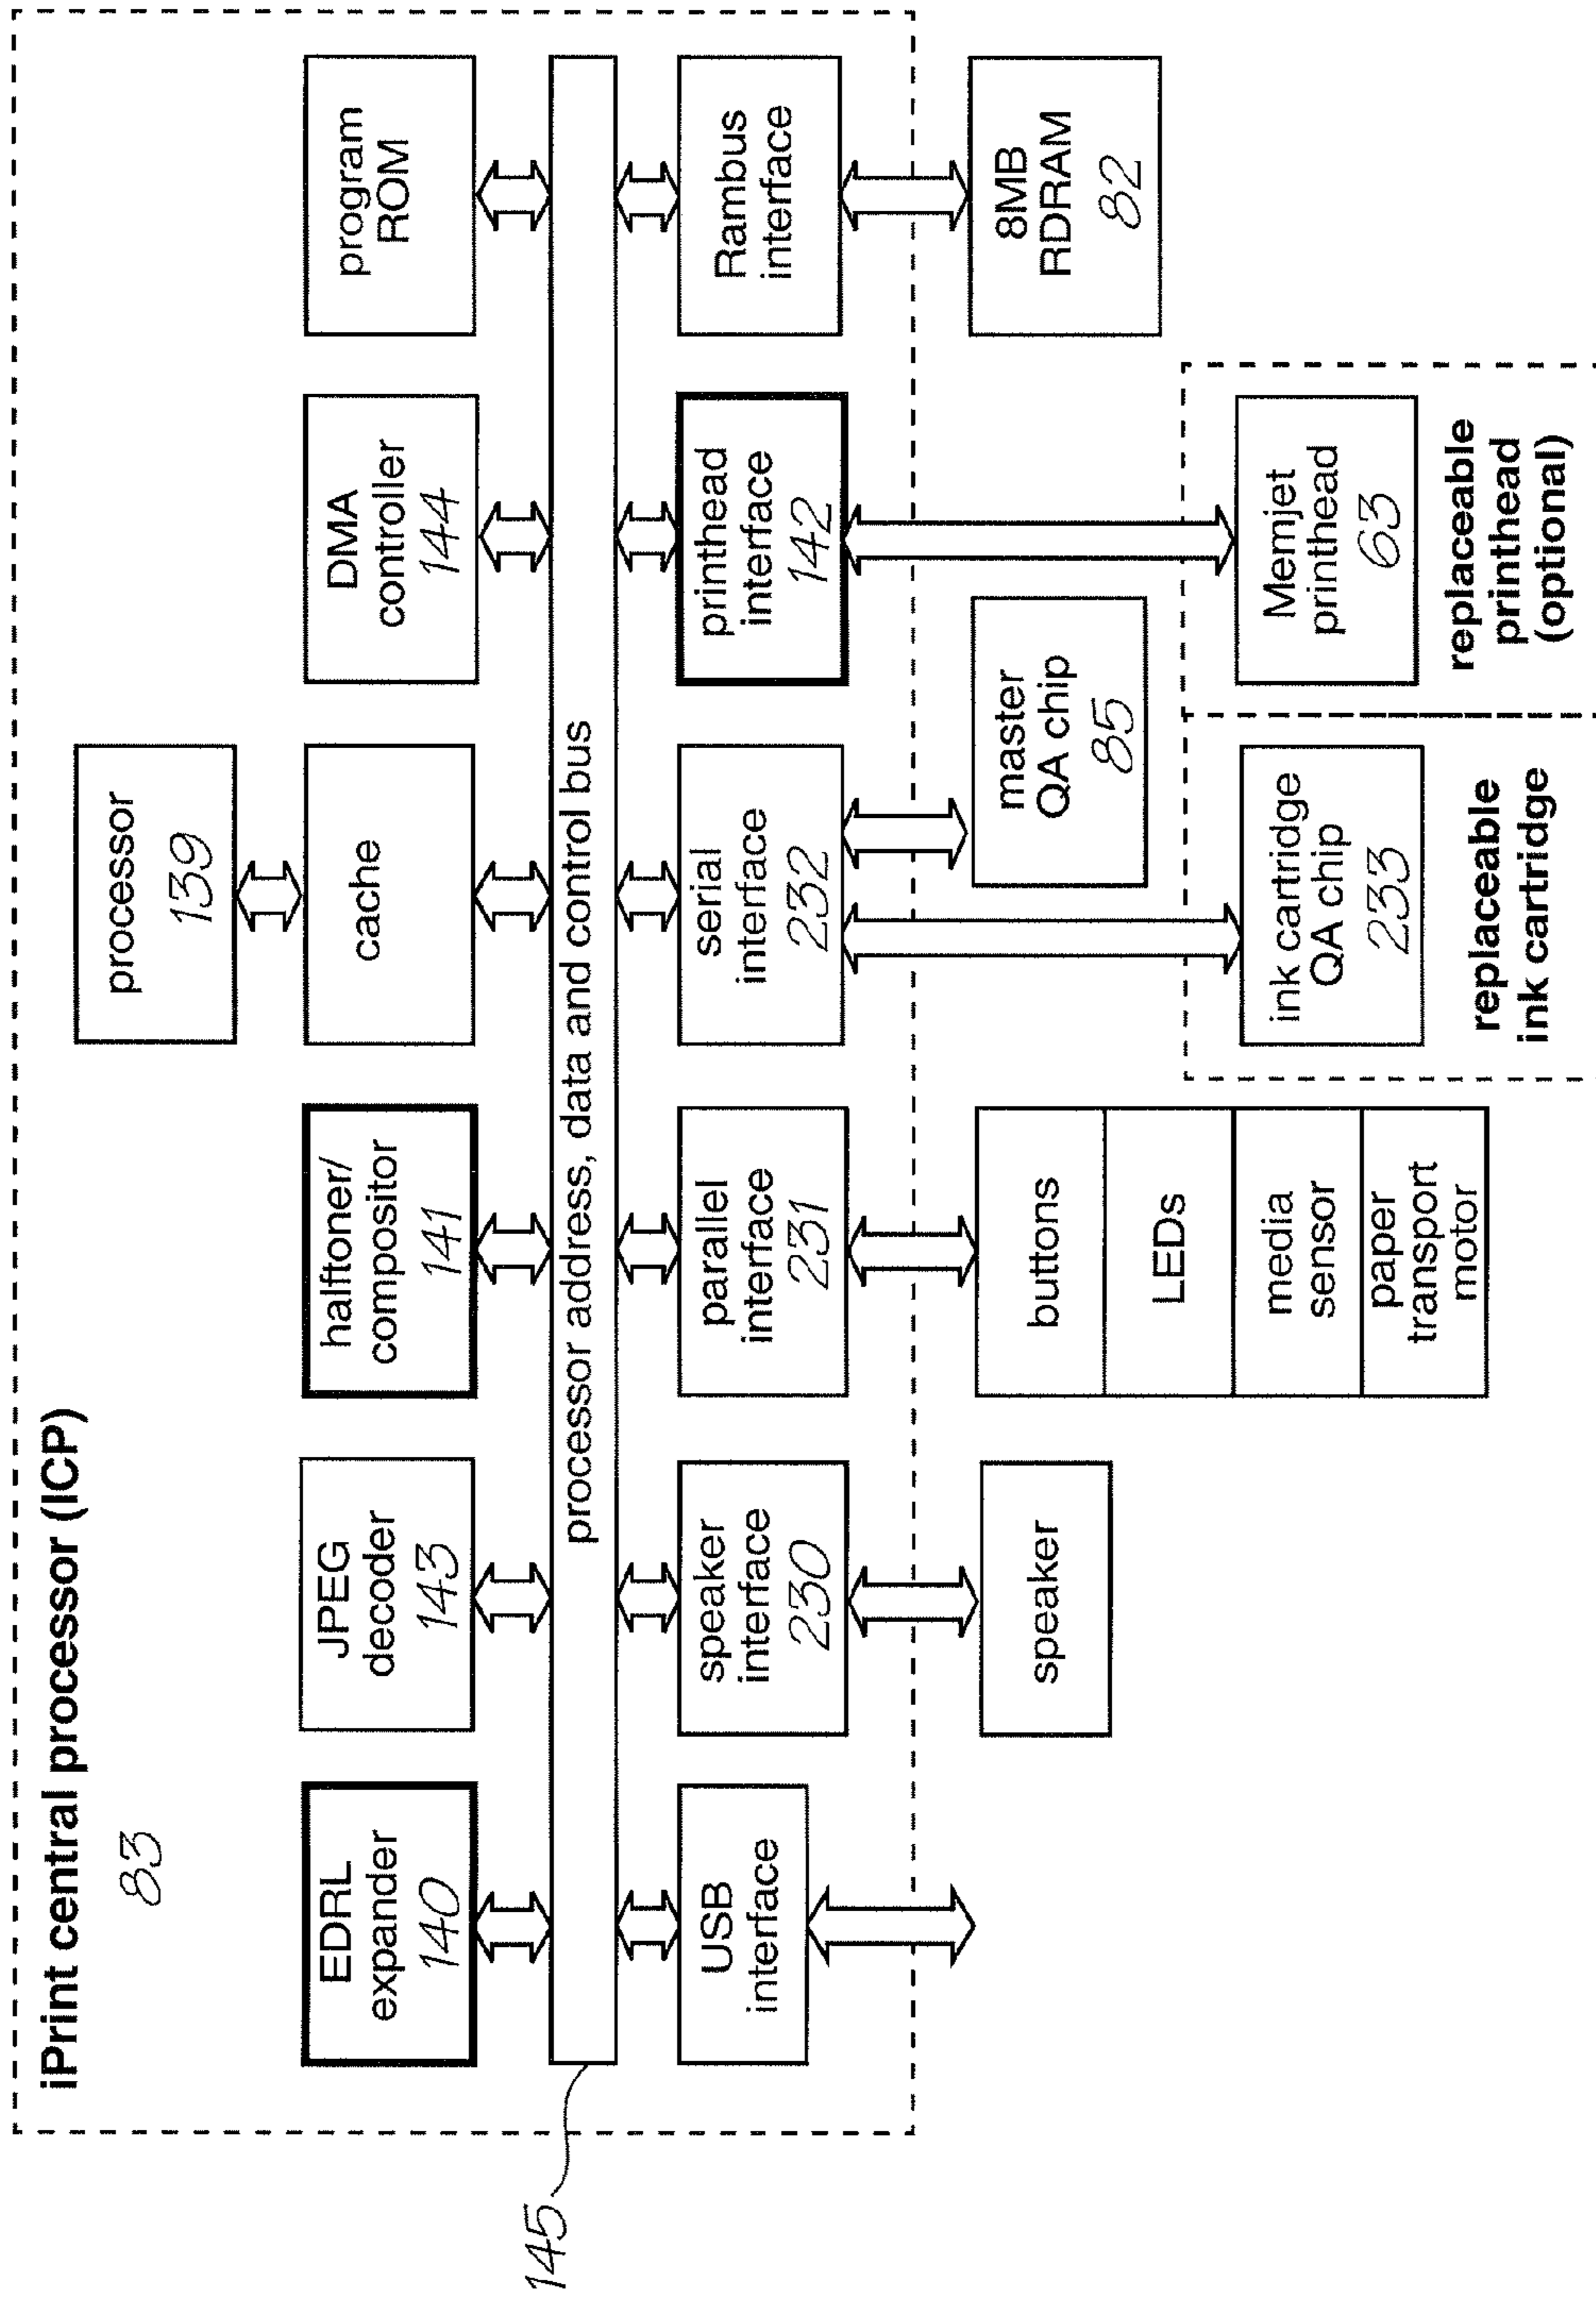 iPrint central processor (ICP)
83
processor
139
EDRL
expander
140
JPEG
decoder
143
halftoner/
compositor
141
cache
DMA
controller
144
program
ROM
processor address, data and control bus
145
USB
interface
speaker
interface
230
parallel
interface
231
serial
interface
232
printhead
interface
142
Rambus
interface
speaker
buttons
LEDs
media
sensor
paper
transport
motor
master
QA chip
85
8MB
RDRAM
82
ink cartridge
QA chip
233
replaceable
ink cartridge
Memjet
printhead
63
replaceable
printhead
(optional)